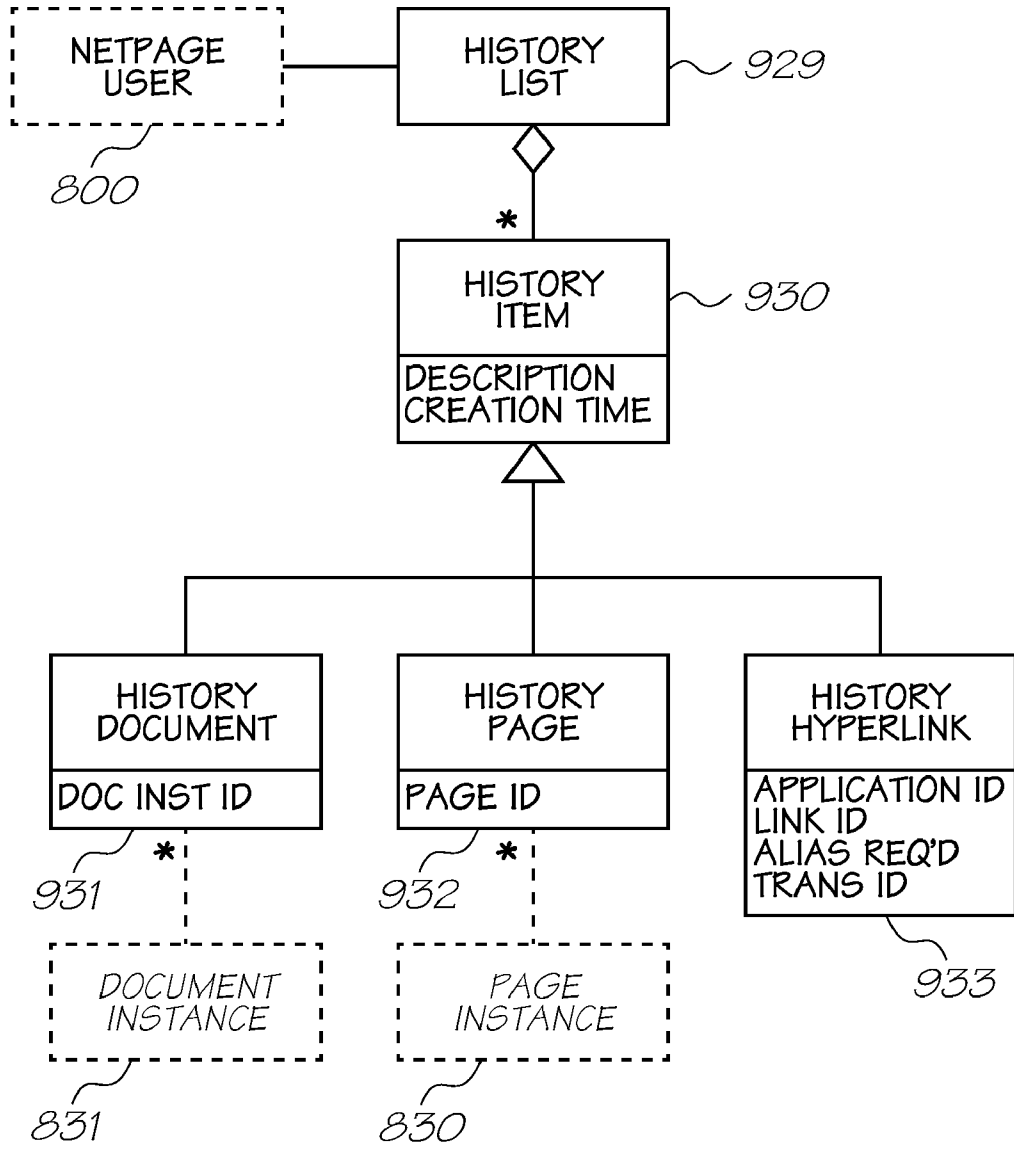 NETPAGE
USER
HISTORY
LIST
929
800
*
HISTORY
ITEM
930
DESCRIPTION
CREATION TIME
HISTORY
DOCUMENT
DOC INST ID
HISTORY
PAGE
PAGE ID
HISTORY
HYPERLINK
APPLICATION ID
LINK ID
ALIAS REQ'D
TRANS ID
*
931
*
932
933
DOCUMENT
INSTANCE
PAGE
INSTANCE
831
830